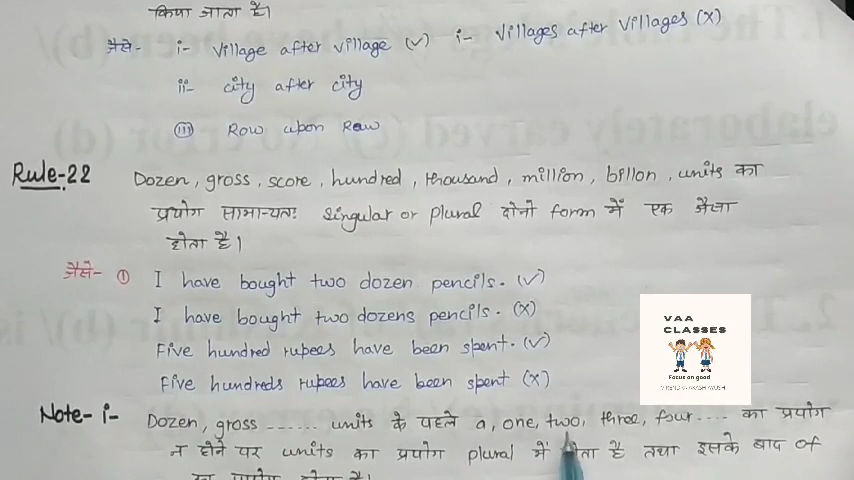 किया जाता है।
जैसे- i- Village after village (√) i- Villages after villages (X)
ii- city after city
(iii) Row upon Row
Rule-22 Dozen, gross, score, hundred, thousand, million, billon, units का
प्रयोग सामान्यतः singular or plural दोनो form में एक जैसा
होता है।
जैसे- ① I have bought two dozen pencils. (√)
I have bought two dozens pencils. (X)
Five hundred rupees have been spent. (√)
Five hundreds rupees have been spent (X)
VAA
CLASSES
Focus on good
Note- i- Dozen, gross ...... units के पहले a, one, two, three, four .... का प्रयोग
न होने पर units का प्रयोग plural में होता है तथा इसके बाद of